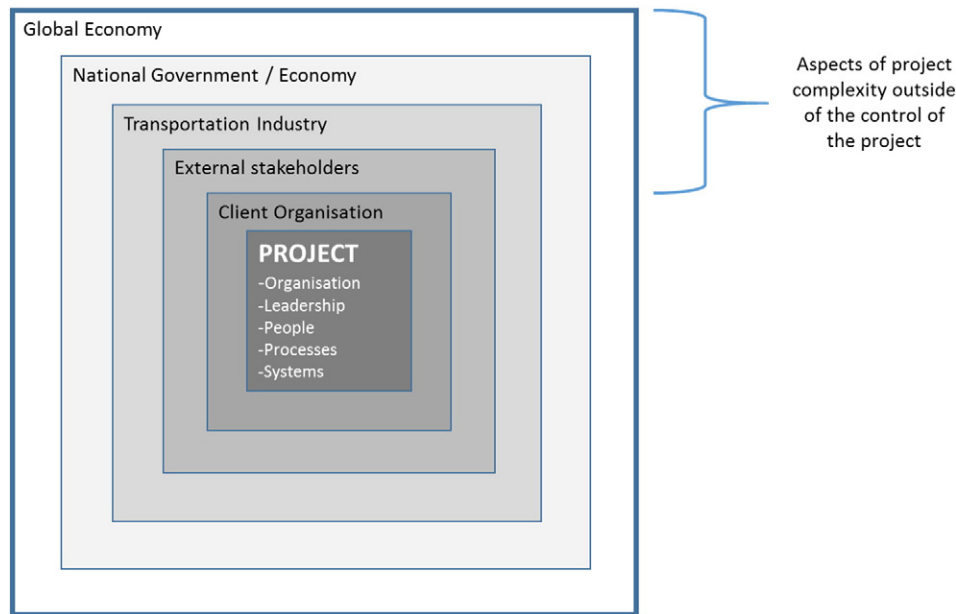 Global Economy
National Government / Economy
Transportation Industry
External stakeholders
Client Organisation
PROJECT
-Organisation
-Leadership
-People
-Processes
-Systems
Aspects of project
complexity outside
of the control of
the project